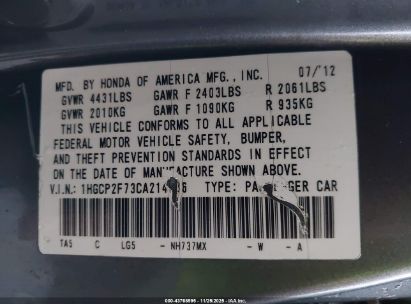 MFD. BY HONDA OF AMERICA MFG., INC. 07/'12
GVWR 4431LBS GAWR F 2403LBS R 2061LBS
GVWR 2010KG GAWR F 1090KG R 935KG
THIS VEHICLE CONFORMS TO ALL APPLICABLE
FEDERAL MOTOR VEHICLE SAFETY, BUMPER,
AND THEFT PREVENTION STANDARDS IN EFFECT
ON THE DATE OF MANUFACTURE SHOWN ABOVE.
V.I.N.: TYPE: CAR
TA5 C LG5 - NH737MX - W - A